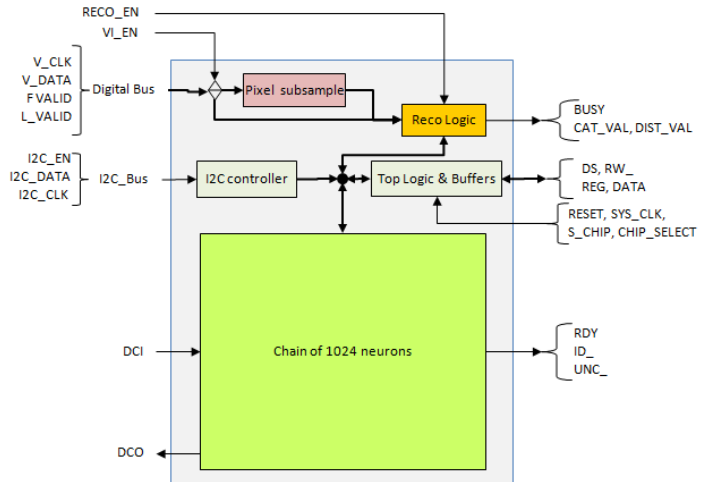 RECO_EN
VI_EN
V_CLK
V_DATA
F VALID
L_VALID
Digital Bus
Pixel subsample
Reco Logic
BUSY
CAT_VAL, DIST_VAL
I2C_EN
I2C_DATA
I2C_CLK
I2C_Bus
I2C controller
Top Logic & Buffers
DS, RW_
REG, DATA
RESET, SYS_CLK,
S_CHIP, CHIP_SELECT
DCI
Chain of 1024 neurons
RDY
ID_
UNC_
DCO